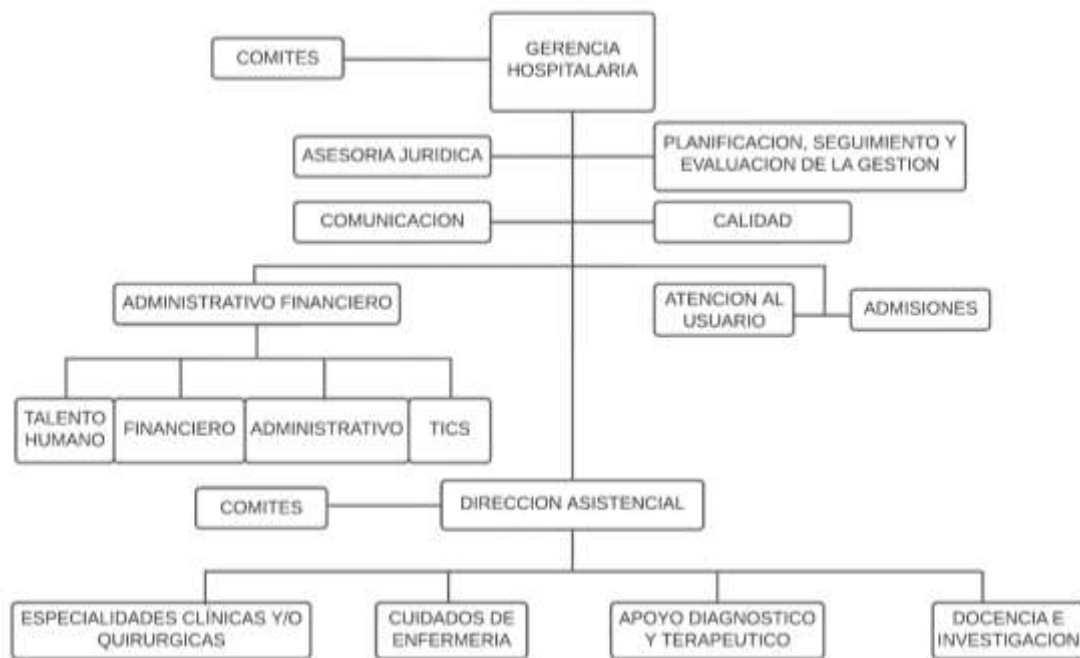 GERENCIA
HOSPITALARIA
COMITES
ASESORIA JURIDICA
PLANIFICACION, SEGUIMIENTO Y
EVALUACION DE LA GESTION
COMUNICACION
CALIDAD
ADMINISTRATIVO FINANCIERO
ATENCION AL
USUARIO
ADMISIONES
TALENTO
HUMANO
FINANCIERO
ADMINISTRATIVO
TICS
COMITES
DIRECCION ASISTENCIAL
ESPECIALIDADES CLÍNICAS Y/O
QUIRURGICAS
CUIDADOS DE
ENFERMERIA
APOYO DIAGNOSTICO
Y TERAPEUTICO
DOCENCIA E
INVESTIGACION